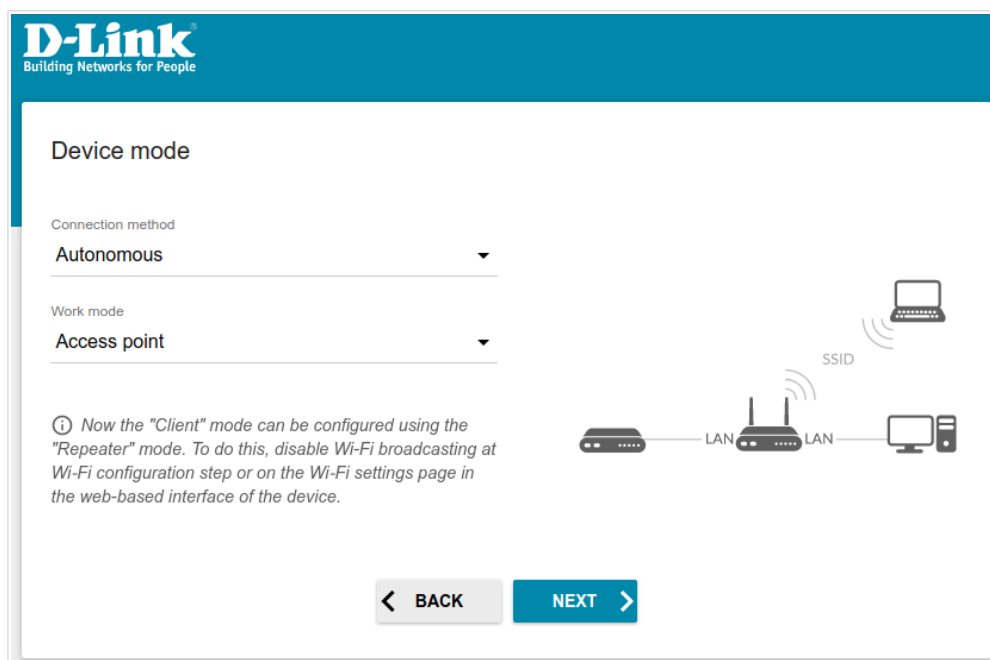 D-Link®
Building Networks for People
Device mode
Connection method
Autonomous
Work mode
Access point
Now the "Client" mode can be configured using the
"Repeater" mode. To do this, disable Wi-Fi broadcasting at
Wi-Fi configuration step or on the Wi-Fi settings page in
the web-based interface of the device.
SSID
LAN LAN
BACK NEXT